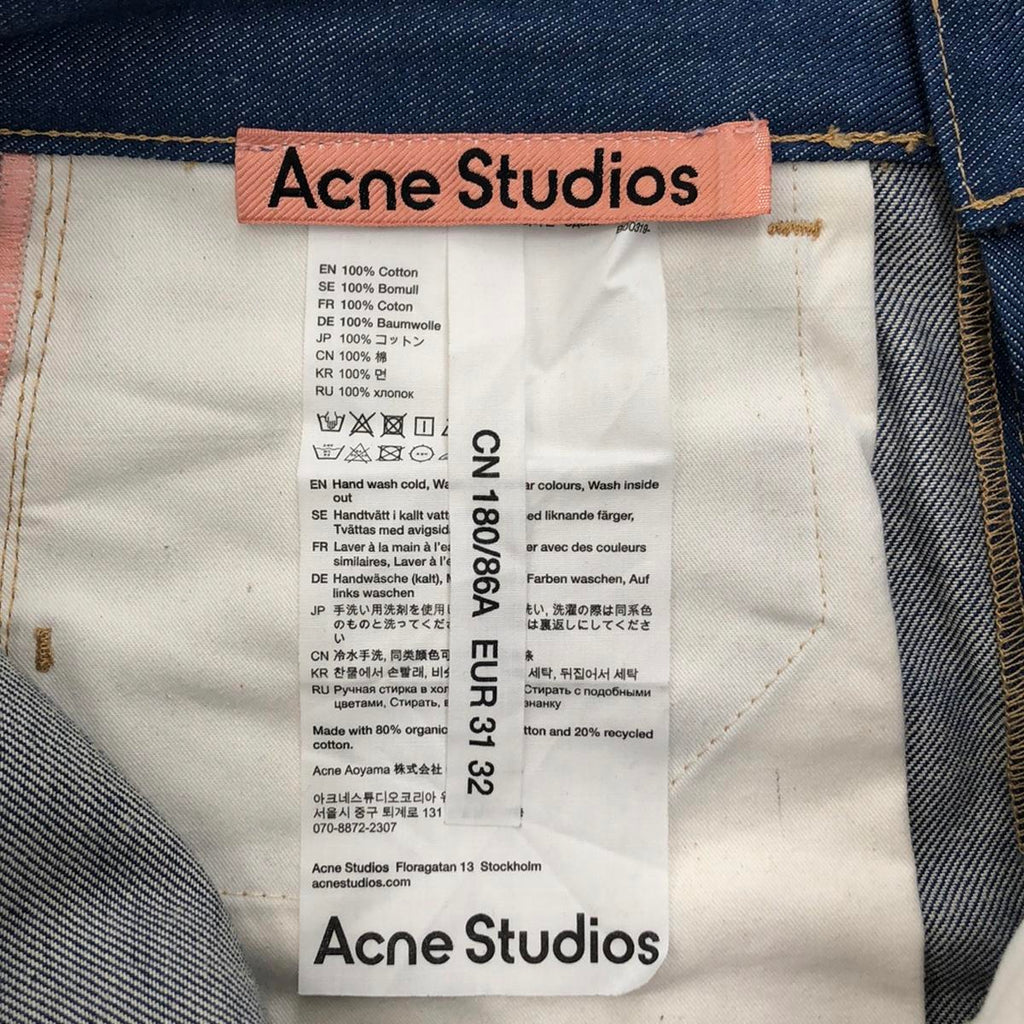 Acne Studios
EN 100% Cotton
SE 100% Bomull
FR 100% Coton
DE 100% Baumwolle
JP 100% コットン
CN 100% 棉
KR 100% 면
RU 100% хлопок
EN Hand wash cold, ar colours, Wash inside
out
SE Handtvätt i kallt ed liknande färger,
Tvättas med
FR Laver à la main à er avec des couleurs
similaires, Laver à
DE Handwäsche (kalt), Farben waschen, Auf
links waschen
JP 手洗い用洗剤を使用 洗い, 洗濯の際は同系色
のものと洗ってくだ は裏返しにしてくださ
い
CN 冷水手洗, 同类颜色可 条
KR 찬물에서 손빨래, 세탁, 뒤집어서 세탁
RU Ручная стирка в Стирать с подобными
цветами, Стирать, знанку
Made with 80% organic tton and 20% recycled
cotton.
Acne Aoyama 株式会社
아크네스튜디오코리아
서울시 중구 퇴계로 131
070-8872-2307
Acne Studios Floragatan 13 Stockholm
acnestudios.com
Acne Studios
CN 180/86A EUR 31 32